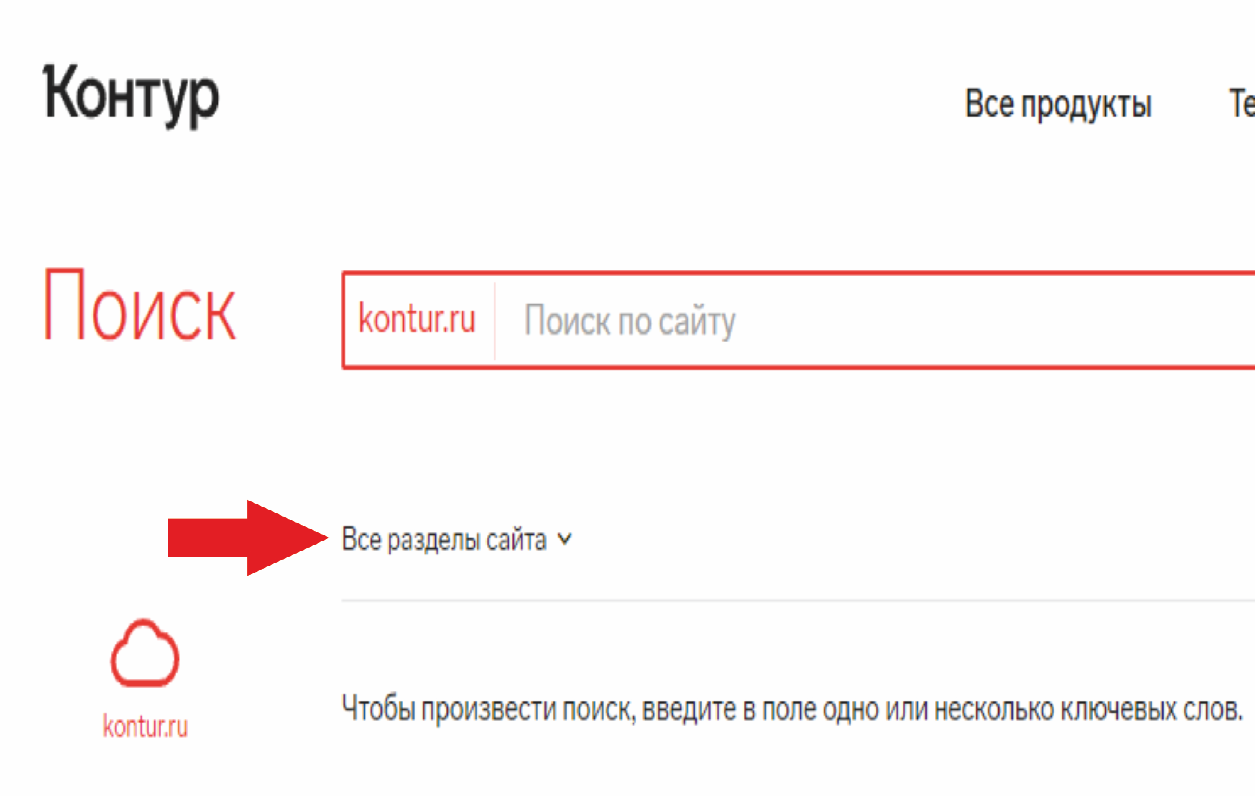 Контур
Все продукты
Поиск
kontur.ru
Поиск по сайту
Все разделы сайта
kontur.ru
Чтобы произвести поиск, введите в поле одно или несколько ключевых слов.